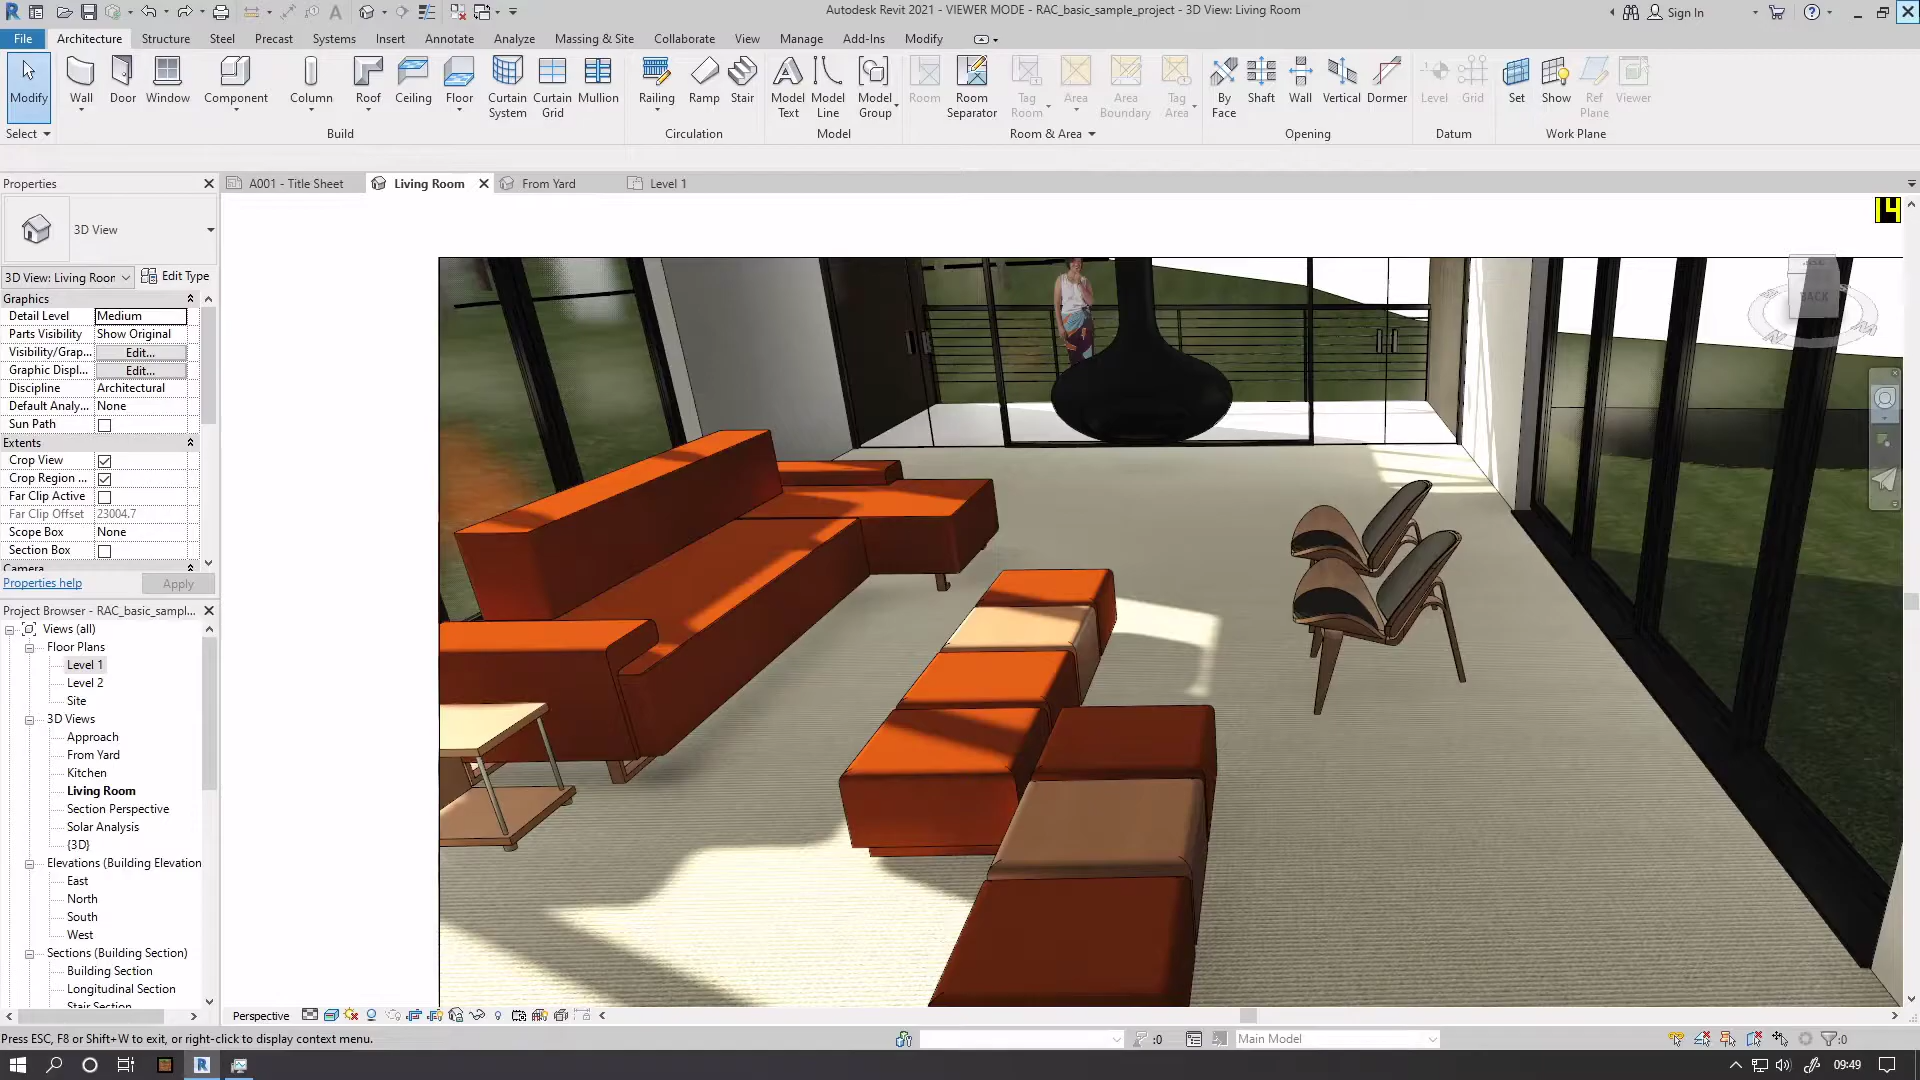 Autodesk Revit 2021 - VIEWER MODE - RAC_basic_sample_project - 3D View: Living Room
Sign In
File Architecture Structure Steel Precast Systems Insert Annotate Analyze Massing & Site Collaborate View Manage Add-Ins Modify
Modify Wall Door Window Component Column Roof Ceiling Floor Curtain System Curtain Grid Mullion Railing Ramp Stair Model Text Model Line Model Group Room Room Separator Tag Room Area Area Boundary Tag Area By Face Shaft Wall Vertical Dormer Level Grid Set Show Ref Plane Viewer
Select Build Circulation Model Room & Area Opening Datum Work Plane
Properties
A001 - Title Sheet Living Room From Yard Level 1
14
3D View
3D View: Living Roor Edit Type
Graphics
Detail Level Medium
Parts Visibility Show Original
Visibility/Grap... Edit...
Graphic Displ... Edit...
Discipline Architectural
Default Analy... None
Sun Path
Extents
Crop View
Crop Region ...
Far Clip Active
Far Clip Offset 23004.7
Scope Box None
Section Box
Camera
Properties help Apply
BACK
Project Browser - RAC_basic_sampl...
Views (all)
Floor Plans
Level 1
Level 2
Site
3D Views
Approach
From Yard
Kitchen
Living Room
Section Perspective
Solar Analysis
{3D}
Elevations (Building Elevation
East
North
South
West
Sections (Building Section)
Building Section
Longitudinal Section
Stair Section
Perspective
Press ESC, F8 or Shift+W to exit, or right-click to display context menu.
:0
Main Model
:0
09:49